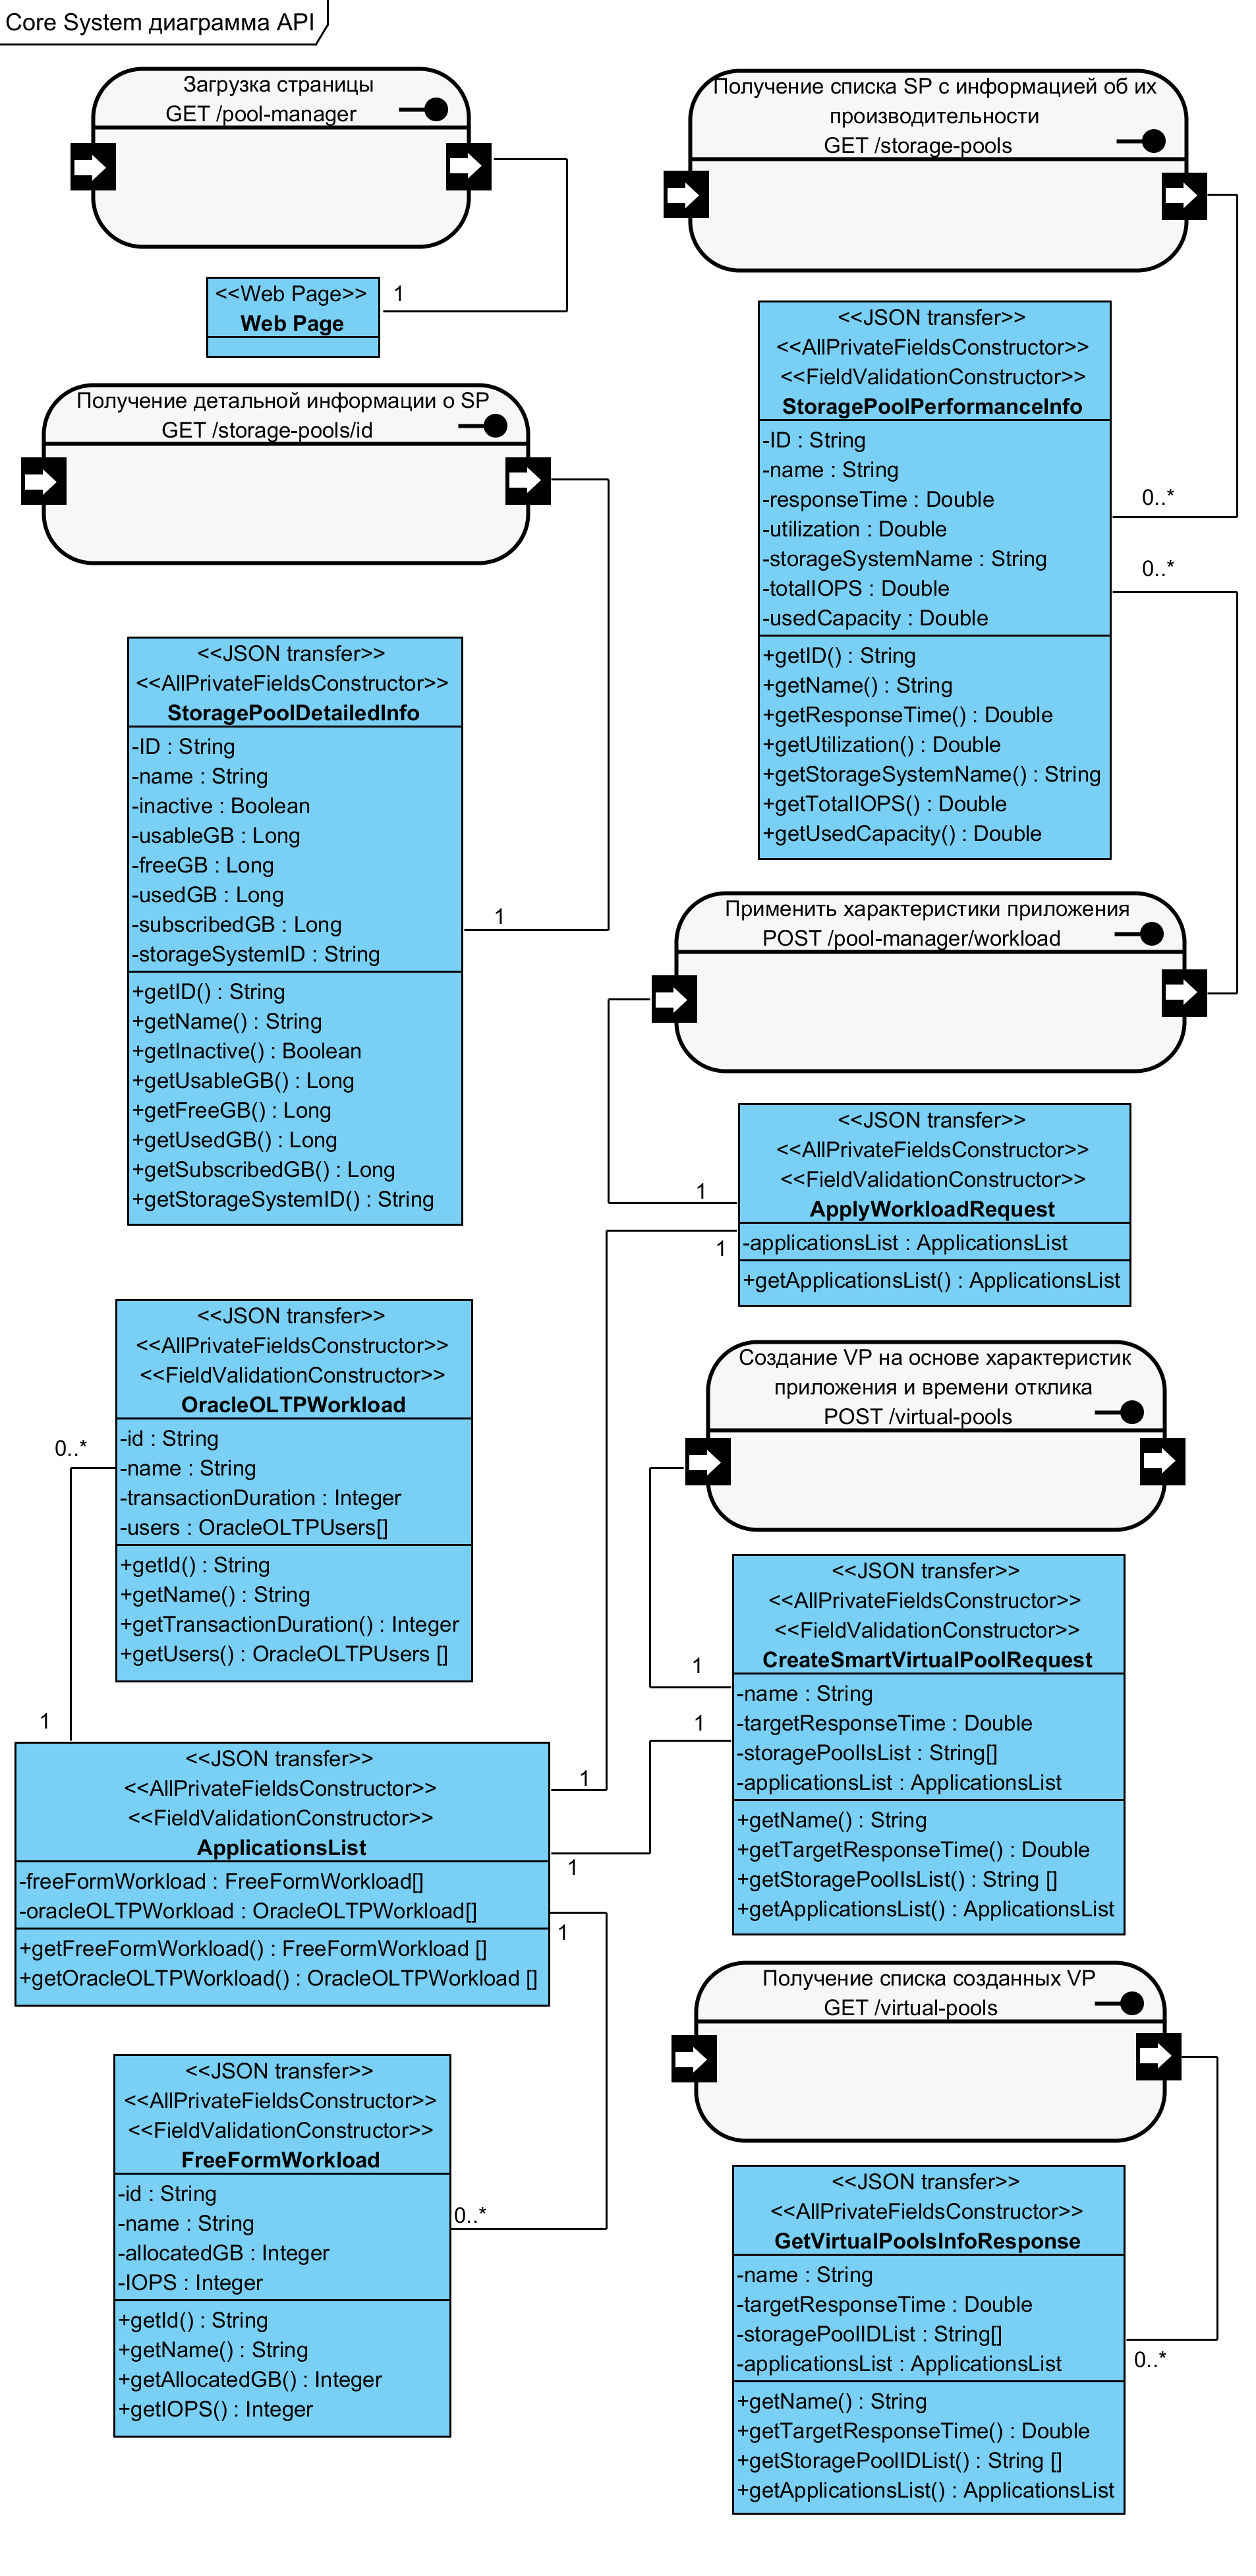 Core System диаграмма API
Загрузка страницы
GET /pool-manager
1
<<Web Page>>
Web Page
Получение детальной информации о SP
GET /storage-pools/id
1
<<JSON transfer>>
<<AllPrivateFieldsConstructor>>
StoragePoolDetailedInfo
-ID : String
-name : String
-inactive : Boolean
-usableGB : Long
-freeGB : Long
-usedGB : Long
-subscribedGB : Long
-storageSystemID : String
+getID() : String
+getName() : String
+getInactive() : Boolean
+getUsableGB() : Long
+getFreeGB() : Long
+getUsedGB() : Long
+getSubscribedGB() : Long
+getStorageSystemID() : String
<<JSON transfer>>
<<AllPrivateFieldsConstructor>>
<<FieldValidationConstructor>>
OracleOLTPWorkload
-id : String
-name : String
-transactionDuration : Integer
-users : OracleOLTPUsers[]
+getId() : String
+getName() : String
+getTransactionDuration() : Integer
+getUsers() : OracleOLTPUsers []
0..*
1
<<JSON transfer>>
<<AllPrivateFieldsConstructor>>
<<FieldValidationConstructor>>
ApplicationsList
-freeFormWorkload : FreeFormWorkload[]
-oracleOLTPWorkload : OracleOLTPWorkload[]
+getFreeFormWorkload() : FreeFormWorkload []
+getOracleOLTPWorkload() : OracleOLTPWorkload []
1
1
1
<<JSON transfer>>
<<AllPrivateFieldsConstructor>>
<<FieldValidationConstructor>>
FreeFormWorkload
-id : String
-name : String
-allocatedGB : Integer
-IOPS : Integer
+getId() : String
+getName() : String
+getAllocatedGB() : Integer
+getIOPS() : Integer
0..*
Получение списка SP с информацией об их
производительности
GET /storage-pools
<<JSON transfer>>
<<AllPrivateFieldsConstructor>>
<<FieldValidationConstructor>>
StoragePoolPerformanceInfo
-ID : String
-name : String
-responseTime : Double
-utilization : Double
-storageSystemName : String
-totalIOPS : Double
-usedCapacity : Double
+getID() : String
+getName() : String
+getResponseTime() : Double
+getUtilization() : Double
+getStorageSystemName() : String
+getTotalIOPS() : Double
+getUsedCapacity() : Double
0..*
0..*
Применить характеристики приложения
POST /pool-manager/workload
<<JSON transfer>>
<<AllPrivateFieldsConstructor>>
<<FieldValidationConstructor>>
ApplyWorkloadRequest
-applicationsList : ApplicationsList
+getApplicationsList() : ApplicationsList
1
1
Создание VP на основе характеристик
приложения и времени отклика
POST /virtual-pools
<<JSON transfer>>
<<AllPrivateFieldsConstructor>>
<<FieldValidationConstructor>>
CreateSmartVirtualPoolRequest
-name : String
-targetResponseTime : Double
-storagePoolIsList : String[]
-applicationsList : ApplicationsList
+getName() : String
+getTargetResponseTime() : Double
+getStoragePoolIsList() : String []
+getApplicationsList() : ApplicationsList
1
1
Получение списка созданных VP
GET /virtual-pools
<<JSON transfer>>
<<AllPrivateFieldsConstructor>>
GetVirtualPoolsInfoResponse
-name : String
-targetResponseTime : Double
-storagePoolIDList : String[]
-applicationsList : ApplicationsList
+getName() : String
+getTargetResponseTime() : Double
+getStoragePoolIDList() : String []
+getApplicationsList() : ApplicationsList
0..*